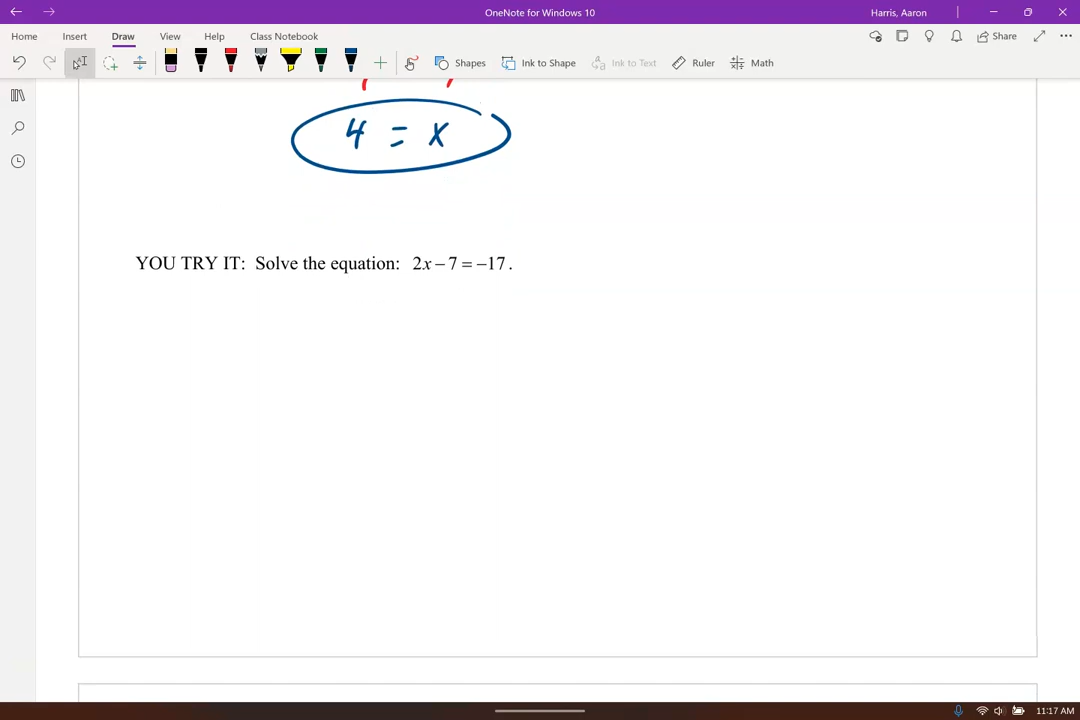 OneNote for Windows 10
Harris, Aaron
Home Insert Draw View Help Class Notebook
Share
Shapes Ink to Shape Ink to Text Ruler Math
4 = x
YOU TRY IT: Solve the equation: 2x − 7 = −17.
11:17 AM